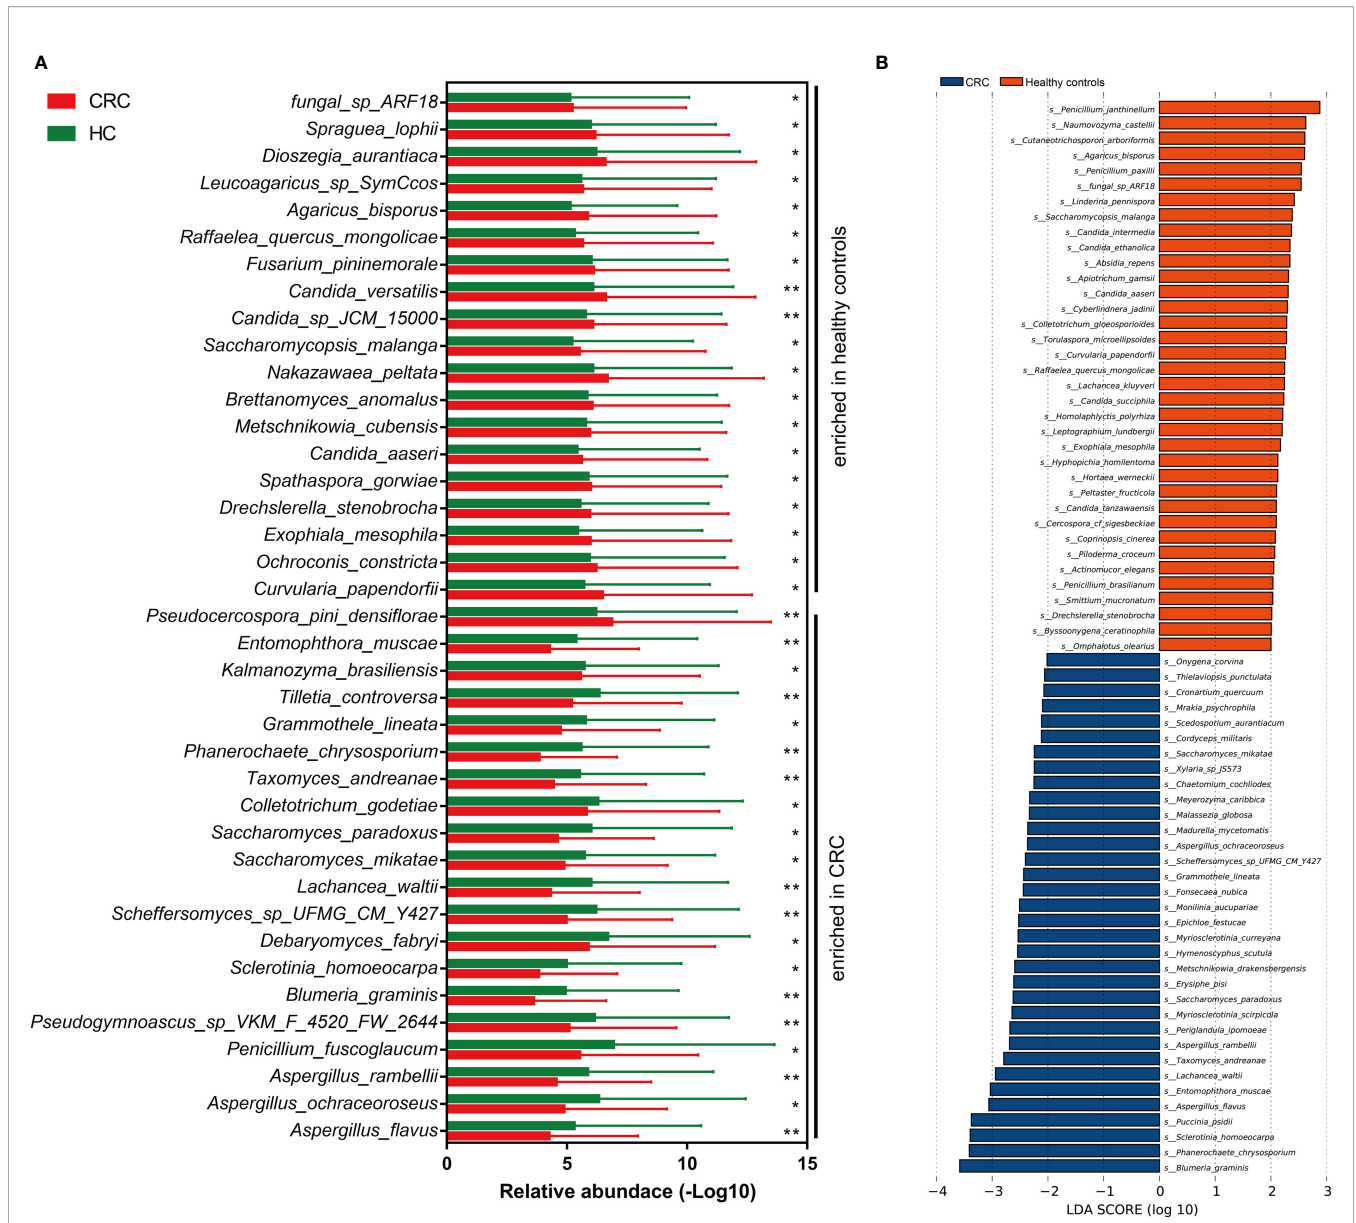 A
CRC
HC
fungal_sp_ARF18 *
Spraguea_lophii *
Dioszegia_aurantiaca *
Leucoagaricus_sp_SymCcos *
Agaricus_bisporus *
Raffaelea_quercus_mongolicae *
Fusarium_pininemorale *
Candida_versatilis **
Candida_sp_JCM_15000 **
Saccharomycopsis_malanga *
Nakazawaea_peltata *
Brettanomyces_anomalus *
Metschnikowia_cubensis *
Candida_aaseri *
Spathaspora_gorwiae *
Drechslerella_stenobrocha *
Exophiala_mesophila *
Ochroconis_constricta *
Curvularia_papendorfii *
Pseudocercospora_pini_densiflorae **
Entomophthora_muscae **
Kalmanozyma_brasiliensis *
Tilletia_controversa **
Grammothele_lineata *
Phanerochaete_chrysosporium **
Taxomyces_andreanae **
Colletotrichum_godetiae *
Saccharomyces_paradoxus *
Saccharomyces_mikatae *
Lachancea_waltii **
Scheffersomyces_sp_UFMG_CM_Y427 **
Debaryomyces_fabryi *
Sclerotinia_homoeocarpa *
Blumeria_graminis **
Pseudogymnoascus_sp_VKM_F_4520_FW_2644 **
Penicillium_fuscoglaucum *
Aspergillus_rambellii **
Aspergillus_ochraceoroseus *
Aspergillus_flavus **
0 5 10 15
Relative abundace (-Log10)
enriched in healthy controls
enriched in CRC
B
CRC Healthy controls
s__Penicillium_janthinellum
s__Naumovozyma_castellii
s__Cutaneotrichosporon_arboriformis
s__Agaricus_bisporus
s__Penicillium_paxilli
s__fungal_sp_ARF18
s__Linderina_pennispora
s__Saccharomycopsis_malanga
s__Candida_intermedia
s__Candida_ethanolica
s__Absidia_repens
s__Apiotrichum_gamsii
s__Candida_aaseri
s__Cyberlindnera_jadinii
s__Colletotrichum_gloeosporioides
s__Torulaspora_microellipsoides
s__Curvularia_papendorfii
s__Raffaelea_quercus_mongolicae
s__Lachancea_kluyveri
s__Candida_succiphila
s__Homolaphlyctis_polyrhiza
s__Leptographium_lundbergii
s__Exophiala_mesophila
s__Hyphopichia_homilentoma
s__Hortaea_werneckii
s__Peltaster_fructicola
s__Candida_tanzawaensis
s__Cercospora_cf_sigesbeckiae
s__Coprinopsis_cinerea
s__Piloderma_croceum
s__Actinomucor_elegans
s__Penicillium_brasilianum
s__Smittium_mucronatum
s__Drechslerella_stenobrocha
s__Byssoonygena_ceratinophila
s__Omphalotus_olearius
s__Onygena_corvina
s__Thielaviopsis_punctulata
s__Cronartium_quercuum
s__Mrakia_psychrophila
s__Scedospotium_aurantiacum
s__Cordyceps_militaris
s__Saccharomyces_mikatae
s__Xylaria_sp_JS573
s__Chaetomium_cochliodes
s__Meyerozyma_caribbica
s__Malassezia_globosa
s__Madurella_mycetomatis
s__Aspergillus_ochraceoroseus
s__Scheffersomyces_sp_UFMG_CM_Y427
s__Grammothele_lineata
s__Fonsecaea_nubica
s__Monilinia_aucupariae
s__Epichloe_festucae
s__Myriosclerotinia_curreyana
s__Hymenoscyphus_scutula
s__Metschnikowia_drakensbergensis
s__Erysiphe_pisi
s__Saccharomyces_paradoxus
s__Myriosclerotinia_scirpicola
s__Periglandula_ipomoeae
s__Aspergillus_rambellii
s__Taxomyces_andreanae
s__Lachancea_waltii
s__Entomophthora_muscae
s__Aspergillus_flavus
s__Puccinia_psidii
s__Sclerotinia_homoeocarpa
s__Phanerochaete_chrysosporium
s__Blumeria_graminis
−4 −3 −2 −1 0 1 2 3
LDA SCORE (log 10)